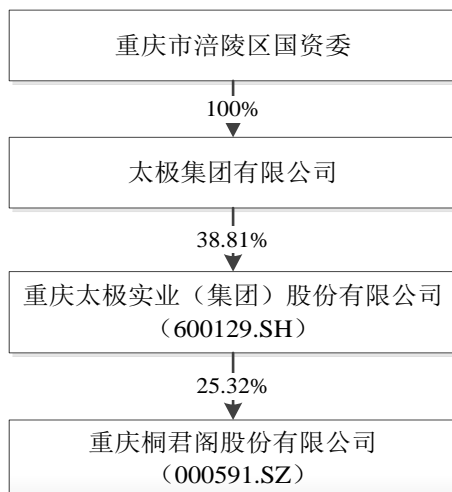 重庆市涪陵区国资委
100%
太极集团有限公司
38.81%
重庆太极实业（集团）股份有限公司
（600129.SH）
25.32%
重庆桐君阁股份有限公司
（000591.SZ）